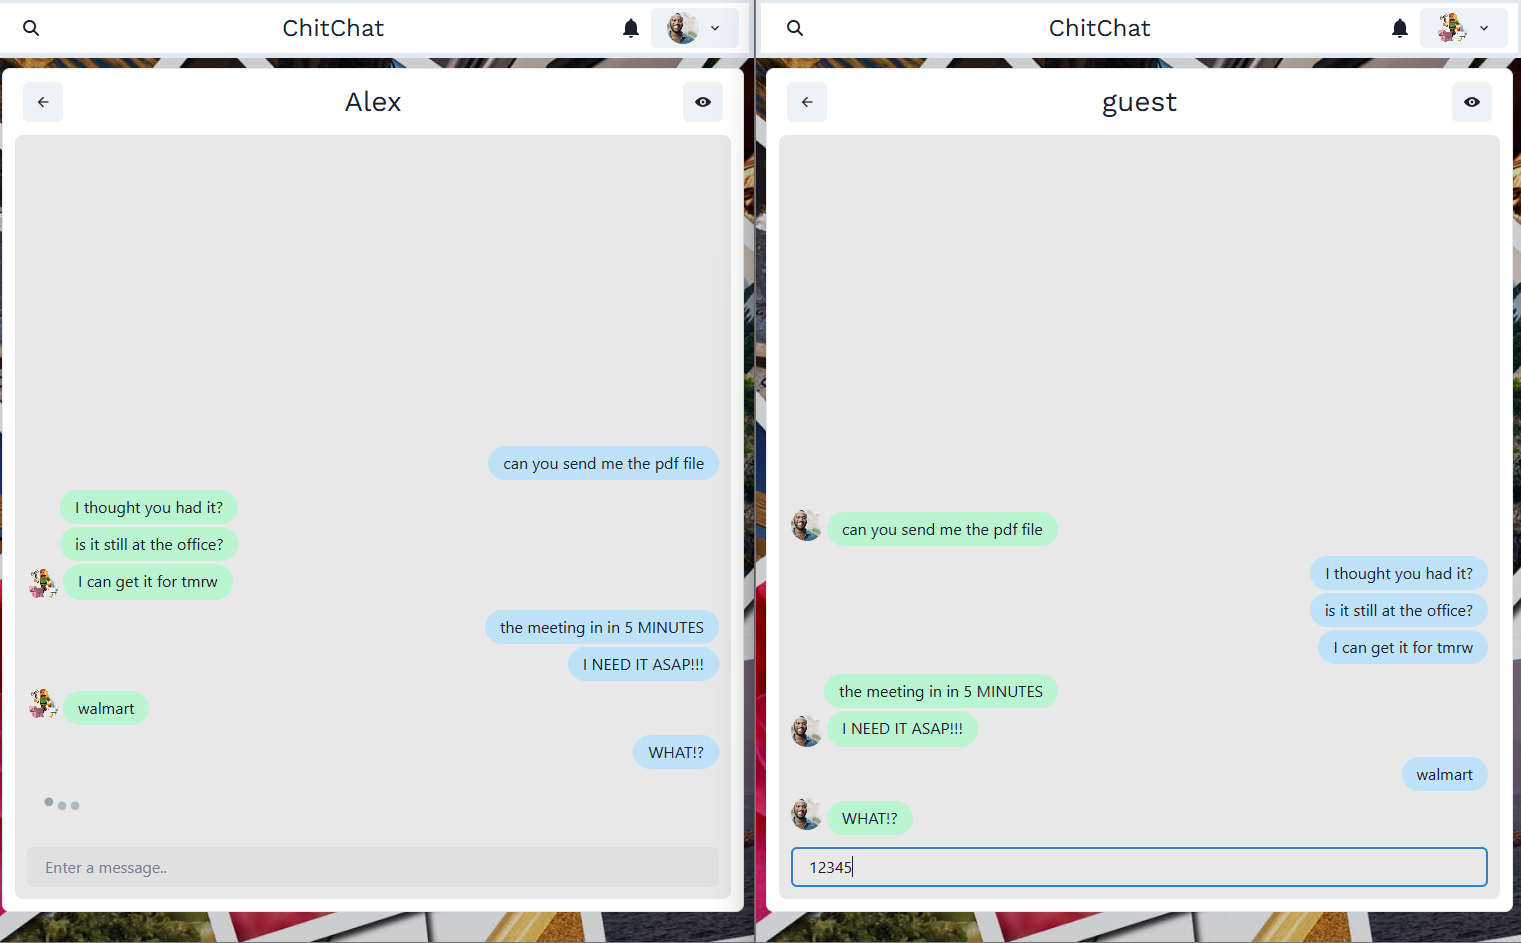 ChitChat
Alex
can you send me the pdf file
I thought you had it?
is it still at the office?
I can get it for tmrw
the meeting in in 5 MINUTES
I NEED IT ASAP!!!
walmart
WHAT!?
Enter a message..
ChitChat
guest
can you send me the pdf file
I thought you had it?
is it still at the office?
I can get it for tmrw
the meeting in in 5 MINUTES
I NEED IT ASAP!!!
walmart
WHAT!?
12345